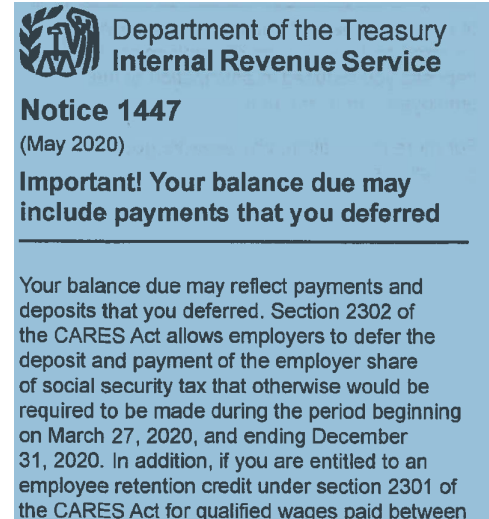 Department of the Treasury
Internal Revenue Service
Notice 1447
(May 2020)
Important! Your balance due may
include payments that you deferred
Your balance due may reflect payments and
deposits that you deferred. Section 2302 of
the CARES Act allows employers to defer the
deposit and payment of the employer share
of social security tax that otherwise would be
required to be made during the period beginning
on March 27, 2020, and ending December
31, 2020. In addition, if you are entitled to an
employee retention credit under section 2301 of
the CARES Act for qualified wages paid between